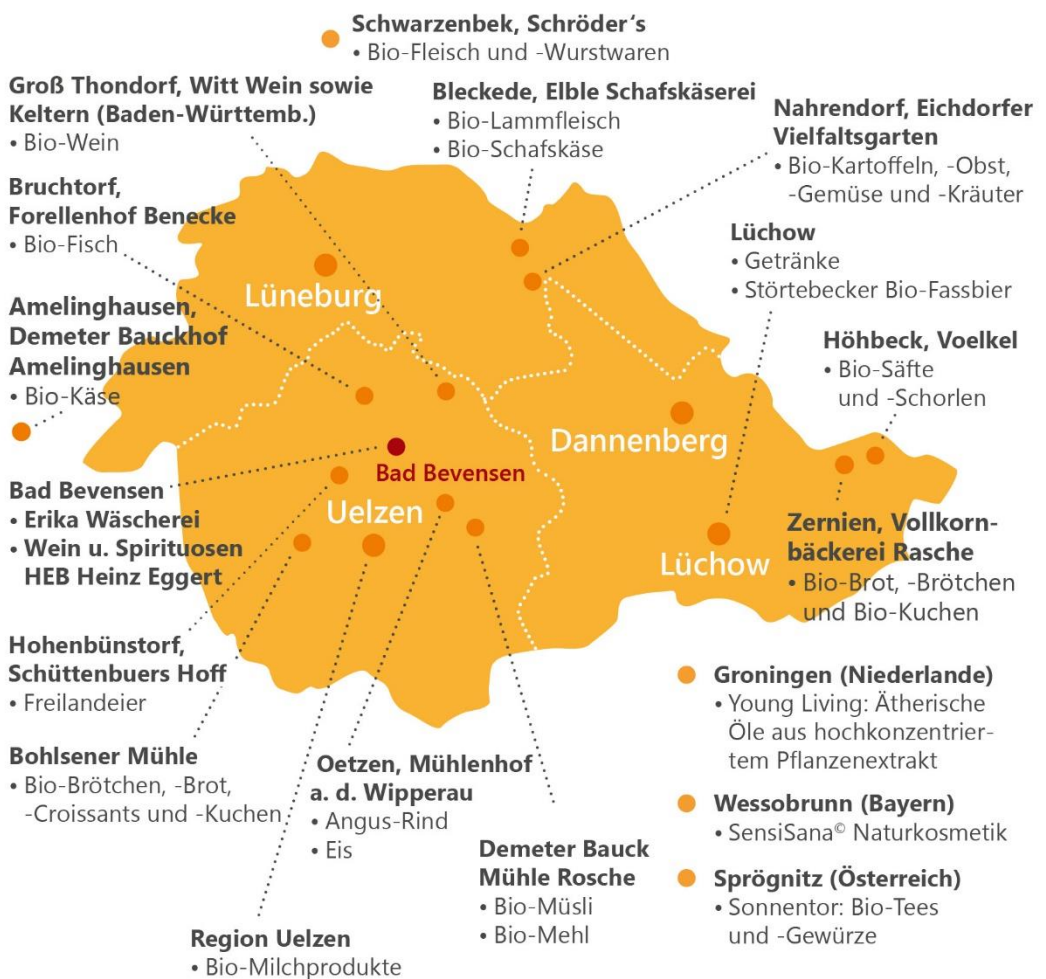 Schwarzenbek, Schröder‘s
• Bio-Fleisch und -Wurstwaren
Groß Thondorf, Witt Wein sowie
Keltern (Baden-Württemb.)
• Bio-Wein
Bleckede, Elble Schafskäserei
• Bio-Lammfleisch
• Bio-Schafskäse
Nahrendorf, Eichdorfer
Vielfaltsgarten
• Bio-Kartoffeln, -Obst,
-Gemüse und -Kräuter
Bruchtorf,
Forellenhof Benecke
• Bio-Fisch
Lüchow
• Getränke
• Störtebecker Bio-Fassbier
Amelinghausen,
Demeter Bauckhof
Amelinghausen
• Bio-Käse
Höhbeck, Voelkel
• Bio-Säfte
und -Schorlen
Lüneburg
Dannenberg
Bad Bevensen
Uelzen
Lüchow
Bad Bevensen
• Erika Wäscherei
• Wein u. Spirituosen
HEB Heinz Eggert
Zernien, Vollkorn-
bäckerei Rasche
• Bio-Brot, -Brötchen
und Bio-Kuchen
Hohenbünstorf,
Schüttenbuers Hoff
• Freilandeier
Bohlsener Mühle
• Bio-Brötchen, -Brot,
-Croissants und -Kuchen
Oetzen, Mühlenhof
a. d. Wipperau
• Angus-Rind
• Eis
Demeter Bauck
Mühle Rosche
• Bio-Müsli
• Bio-Mehl
Region Uelzen
• Bio-Milchprodukte
Groningen (Niederlande)
• Young Living: Ätherische
Öle aus hochkonzentrier-
tem Pflanzenextrakt
Wessobrunn (Bayern)
• SensiSana© Naturkosmetik
Sprögnitz (Österreich)
• Sonnentor: Bio-Tees
und -Gewürze